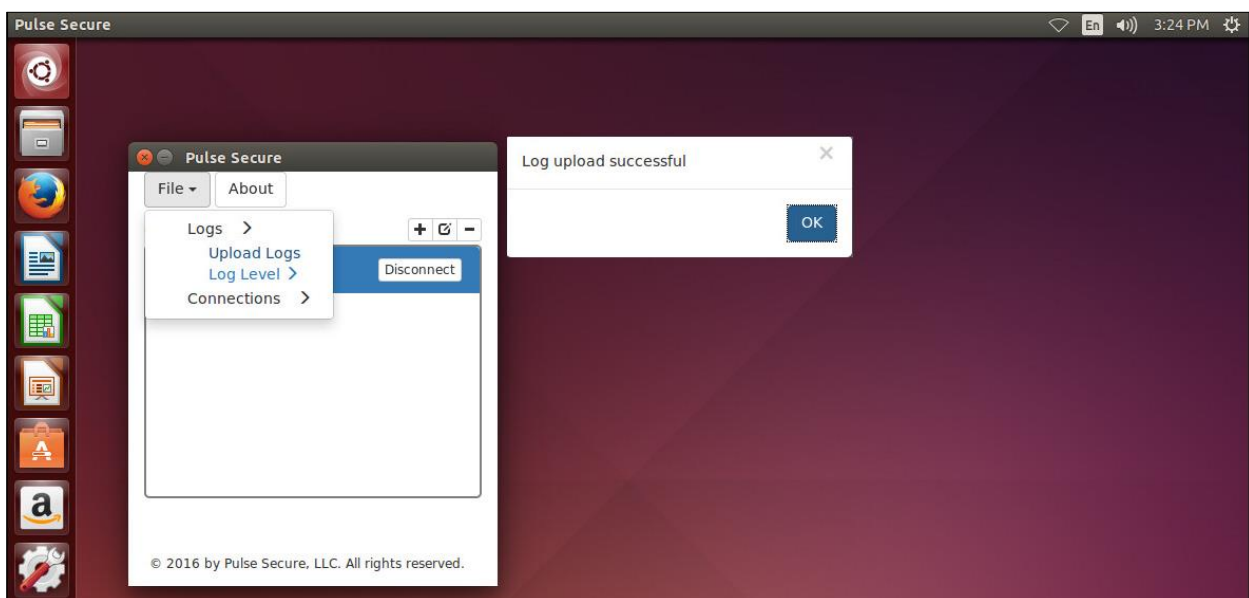 Pulse Secure
En 3:24 PM
Pulse Secure
File About
Logs
Upload Logs
Log Level
Connections
Disconnect
© 2016 by Pulse Secure, LLC. All rights reserved.
Log upload successful
OK